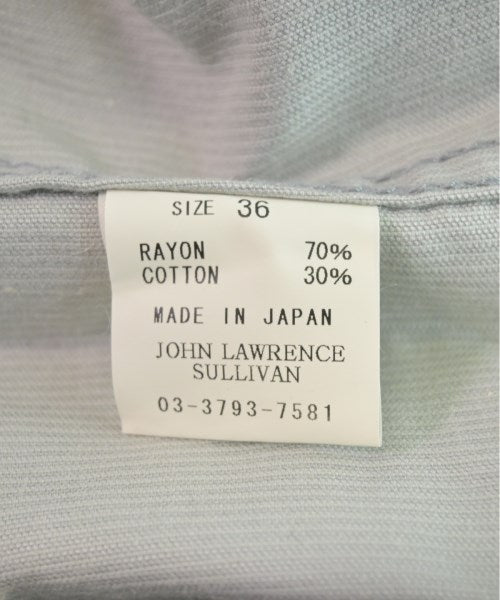 SIZE 36
RAYON 70%
COTTON 30%
MADE IN JAPAN
JOHN LAWRENCE
SULLIVAN
03-3793-7581